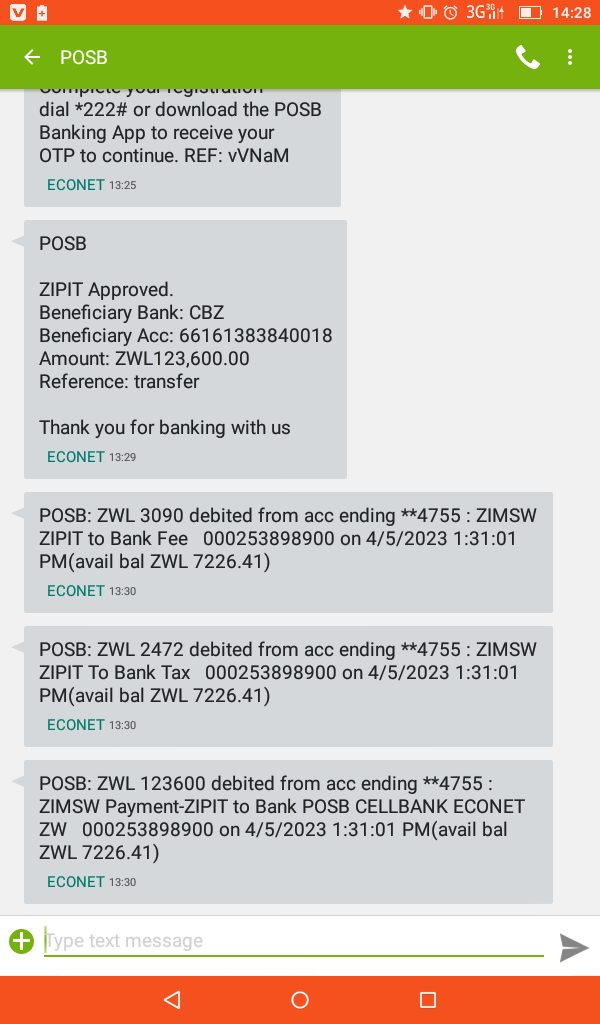 3G 3G 14:28
POSB
Complete your registration
dial *222# or download the POSB
Banking App to receive your
OTP to continue. REF: vVNaM
ECONET 13:25
POSB
ZIPIT Approved.
Beneficiary Bank: CBZ
Beneficiary Acc: 66161383840018
Amount: ZWL123,600.00
Reference: transfer
Thank you for banking with us
ECONET 13:29
POSB: ZWL 3090 debited from acc ending **4755 : ZIMSW
ZIPIT to Bank Fee   000253898900 on 4/5/2023 1:31:01
PM(avail bal ZWL 7226.41)
ECONET 13:30
POSB: ZWL 2472 debited from acc ending **4755 : ZIMSW
ZIPIT To Bank Tax   000253898900 on 4/5/2023 1:31:01
PM(avail bal ZWL 7226.41)
ECONET 13:30
POSB: ZWL 123600 debited from acc ending **4755 :
ZIMSW Payment-ZIPIT to Bank POSB CELLBANK ECONET
ZW   000253898900 on 4/5/2023 1:31:01 PM(avail bal
ZWL 7226.41)
ECONET 13:30
Type text message